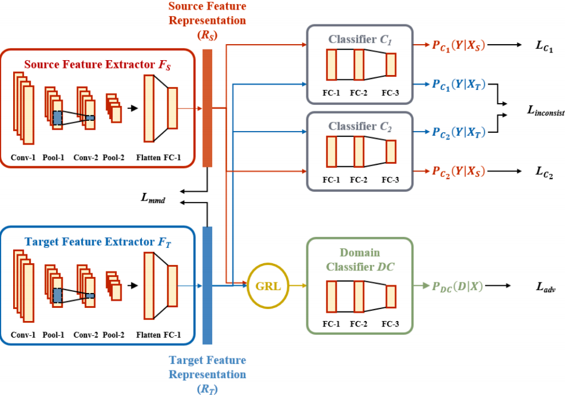 Source Feature
Representation
(R_S)
Source Feature Extractor F_S
Conv-1 Pool-1 Conv-2 Pool-2 Flatten FC-1
Classifier C_1
FC-1 FC-2 FC-3
P_{C_1}(Y|X_S)
L_{C_1}
P_{C_1}(Y|X_T)
L_{inconsist}
Classifier C_2
FC-1 FC-2 FC-3
P_{C_2}(Y|X_T)
P_{C_2}(Y|X_S)
L_{C_2}
L_{mmd}
Target Feature Extractor F_T
Conv-1 Pool-1 Conv-2 Pool-2 Flatten FC-1
GRL
Domain
Classifier DC
FC-1 FC-2 FC-3
P_{DC}(D|X)
L_{adv}
Target Feature
Representation
(R_T)